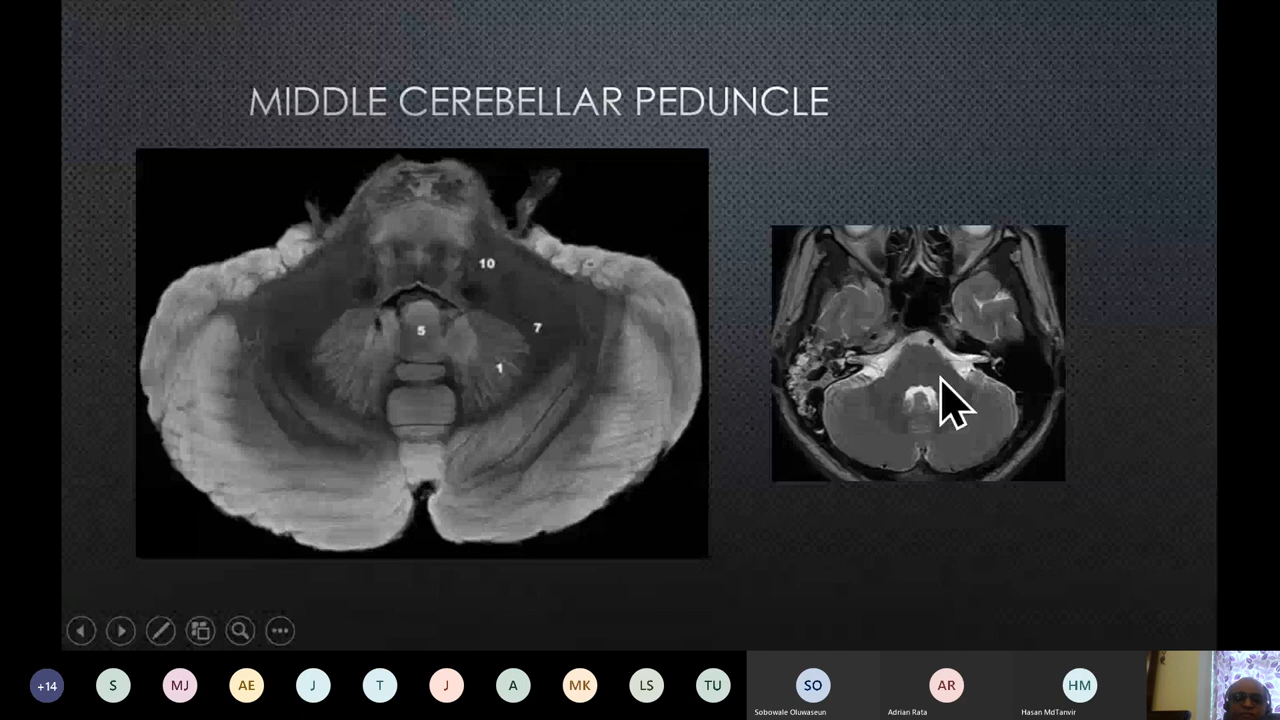 MIDDLE CEREBELLAR PEDUNCLE
10
5
7
1
+14
S
MJ
AE
J
T
J
A
MK
LS
TU
SO
AR
HM
Sobowale Oluwaseun
Adrian Rata
Hasan MdTanvir